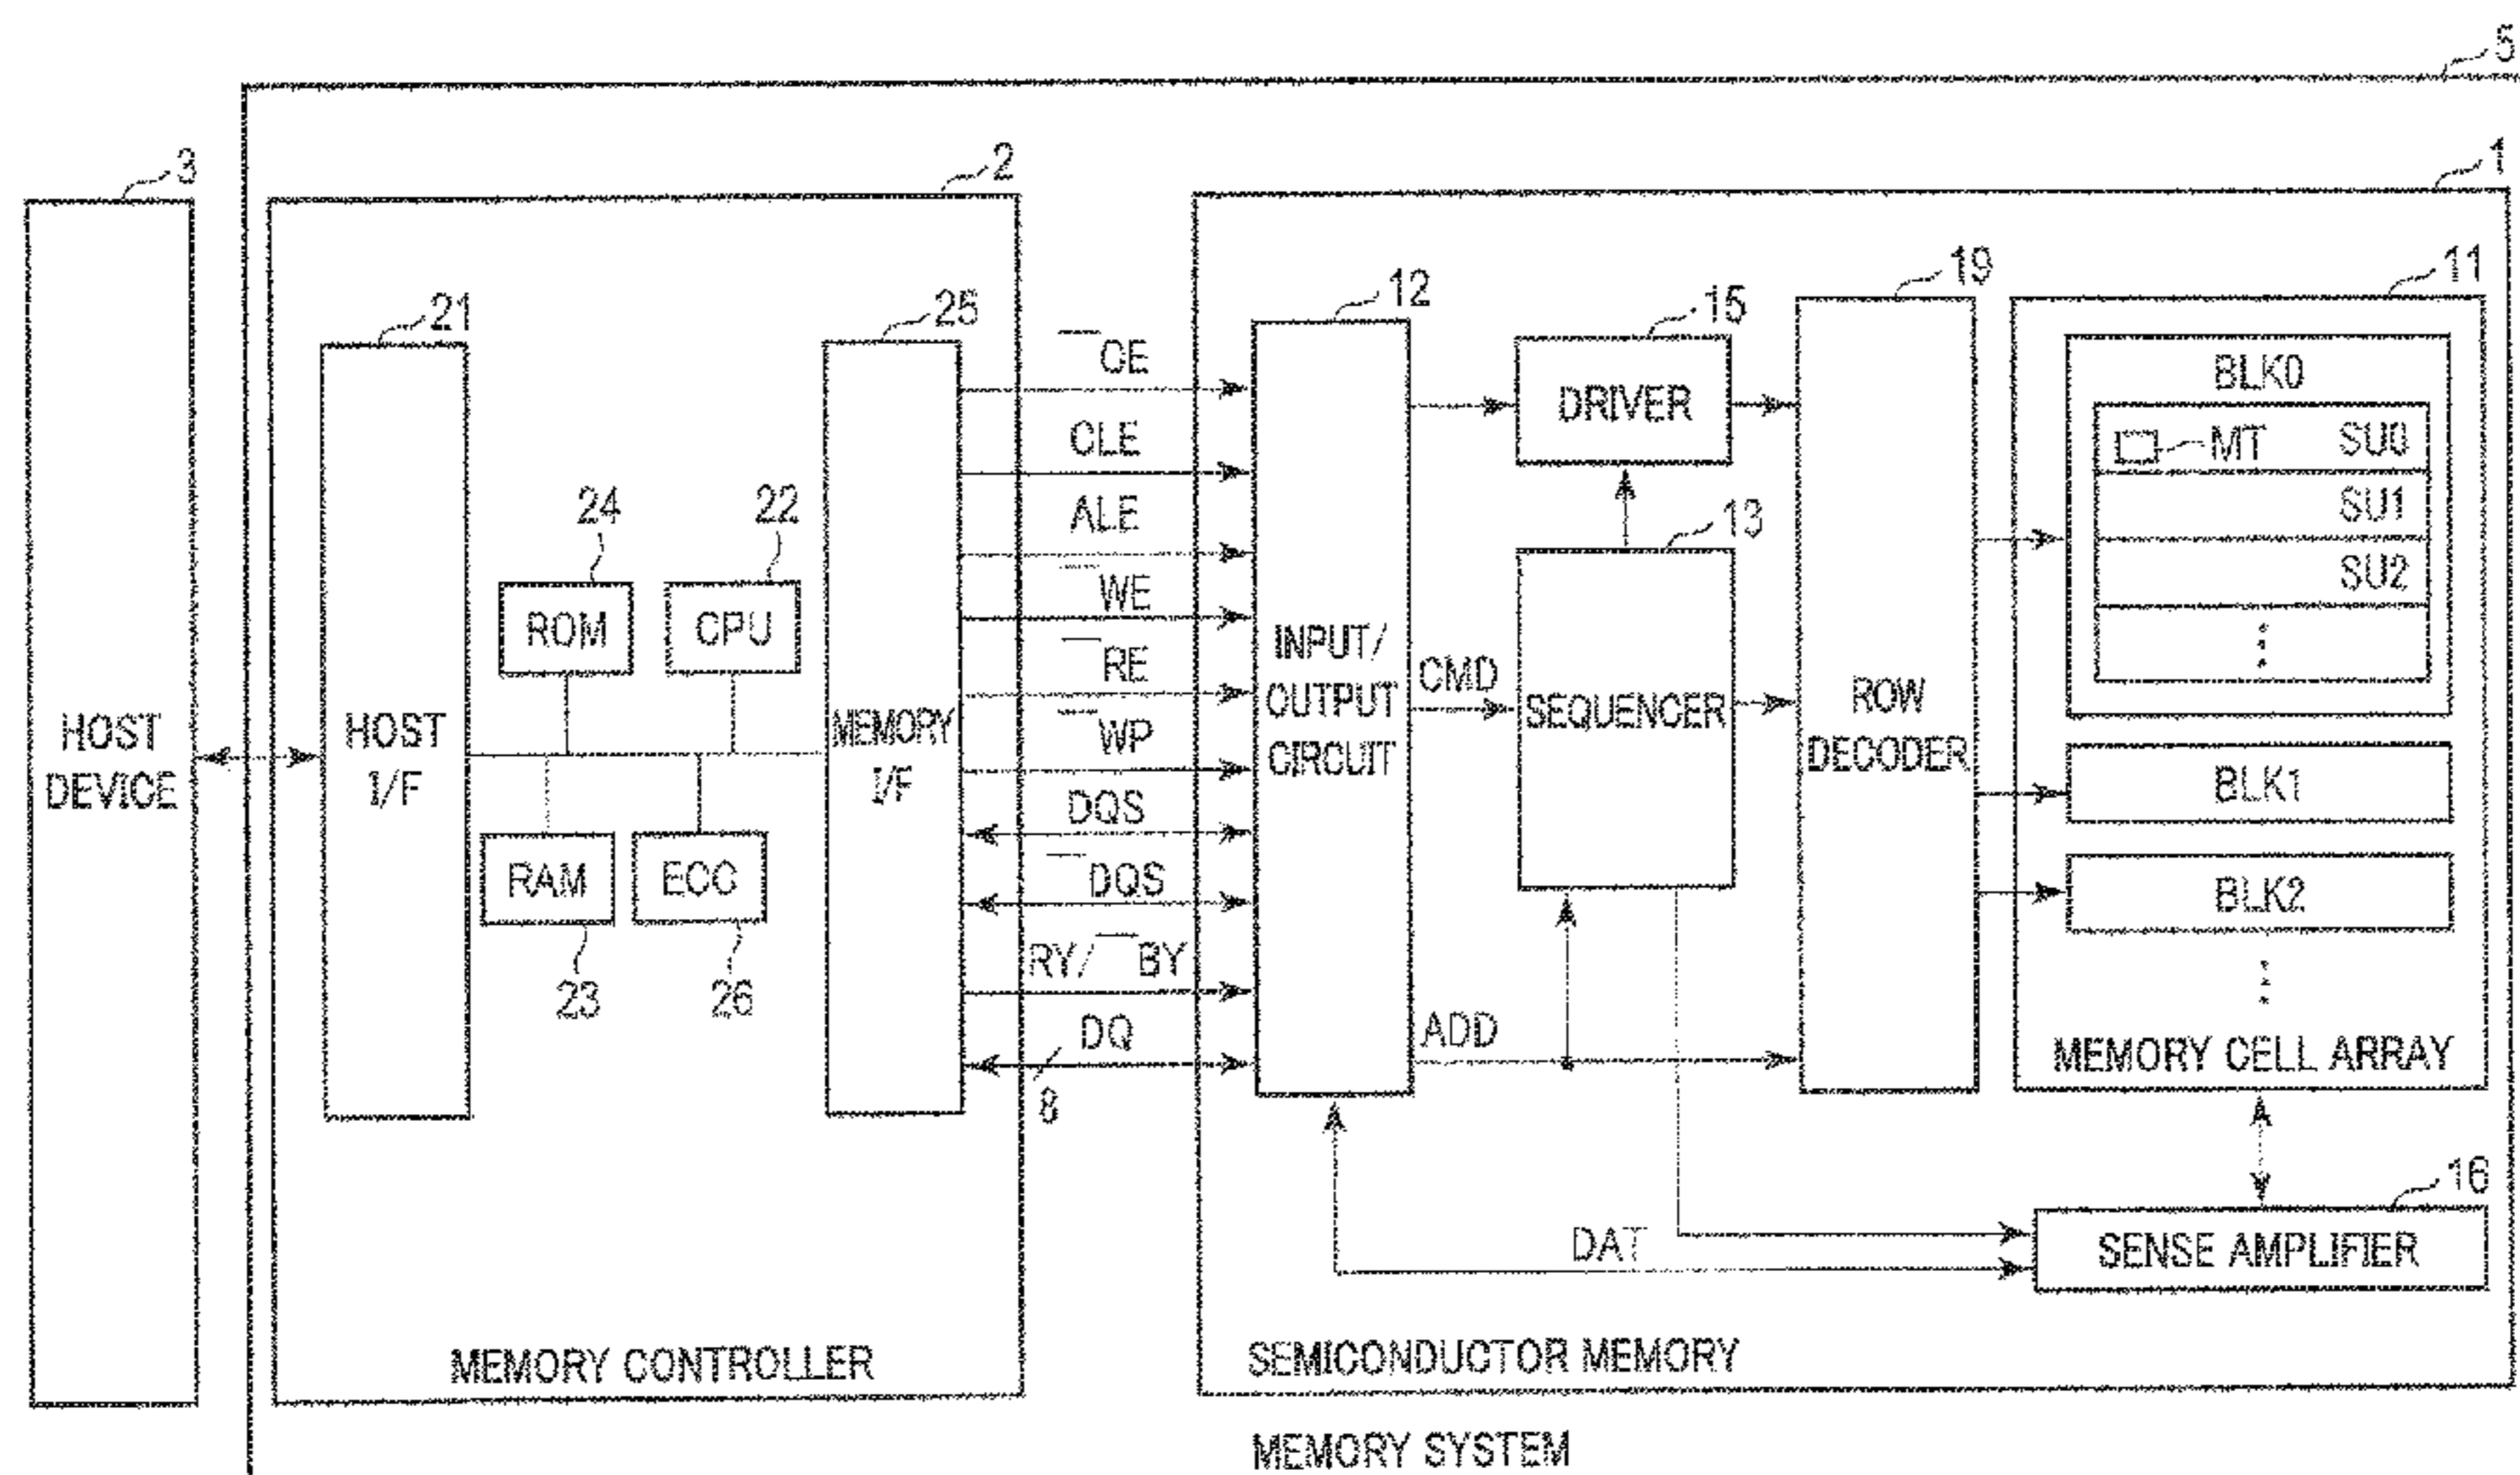 5
3
2
1
21
25
12
15
19
11
‾CE
CLE
ALE
‾WE
‾RE
‾WP
DQS
‾DQS
RY/‾BY
DQ
8
24
22
ROM
CPU
RAM
ECC
23
26
HOST
DEVICE
HOST
I/F
MEMORY
I/F
INPUT/
OUTPUT
CIRCUIT
DRIVER
13
CMD
SEQUENCER
ADD
DAT
ROW
DECODER
BLK0
MT SU0
SU1
SU2
BLK1
BLK2
MEMORY CELL ARRAY
16
SENSE AMPLIFIER
MEMORY CONTROLLER
SEMICONDUCTOR MEMORY
MEMORY SYSTEM